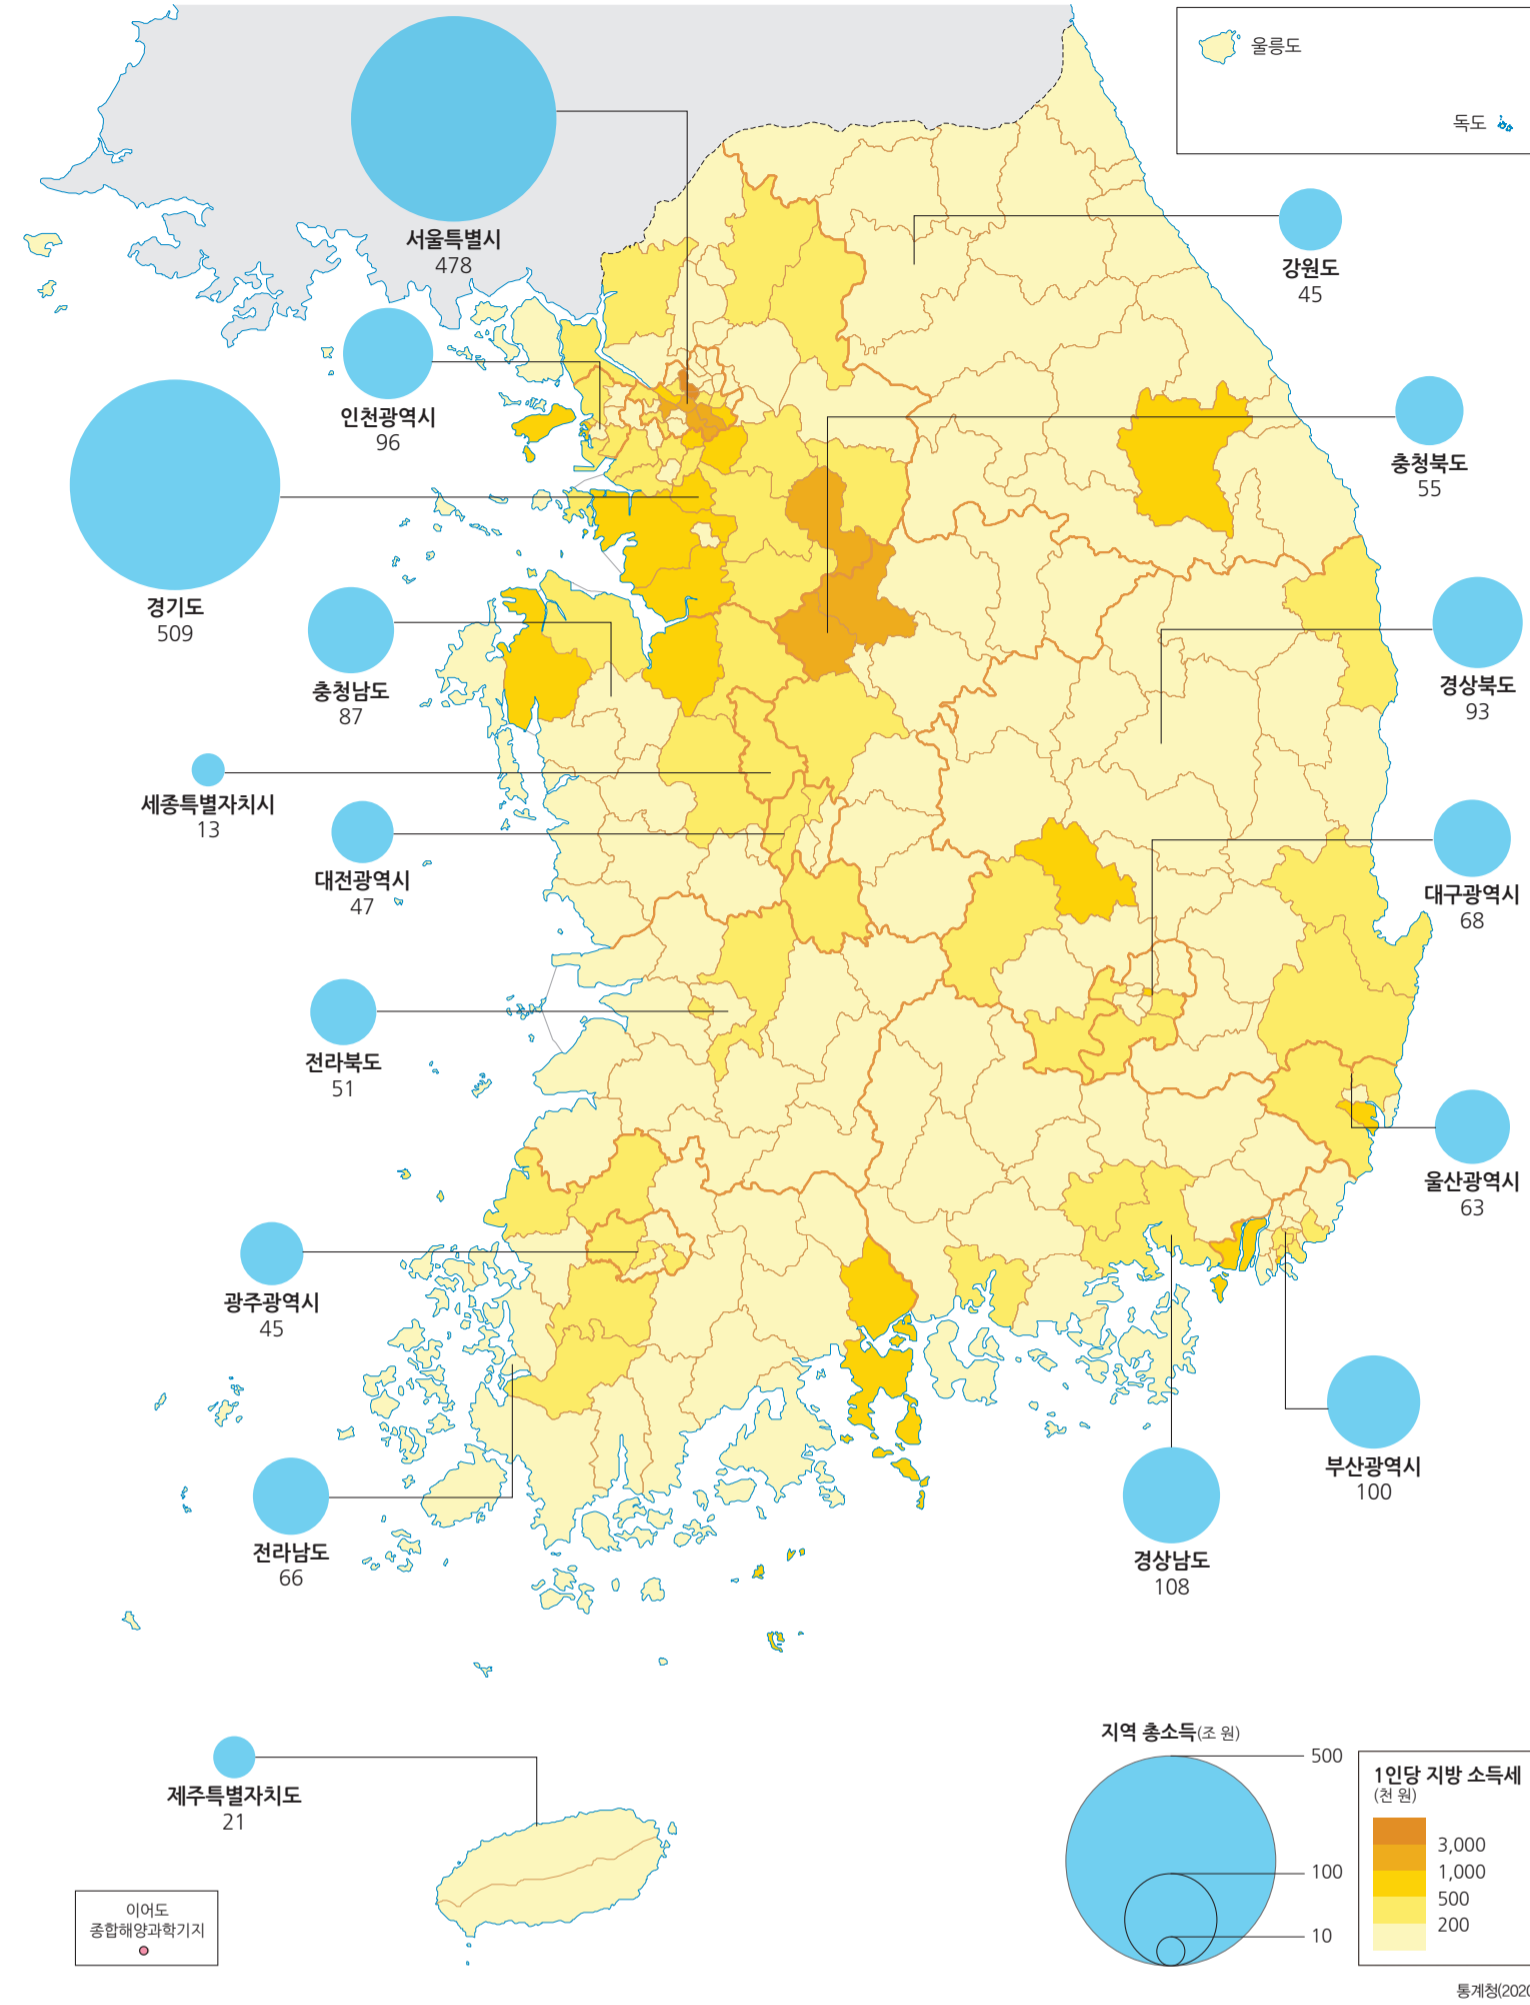 울릉도
독도
서울특별시
478
강원도
45
인천광역시
96
충청북도
55
경기도
509
충청남도
87
경상북도
93
세종특별자치시
13
대전광역시
47
대구광역시
68
전라북도
51
울산광역시
63
광주광역시
45
부산광역시
100
전라남도
66
경상남도
108
제주특별자치도
21
이어도
종합해양과학기지
지역 총소득(조 원)
500
100
10
1인당 지방 소득세
(천 원)
3,000
1,000
500
200
통계청(2020